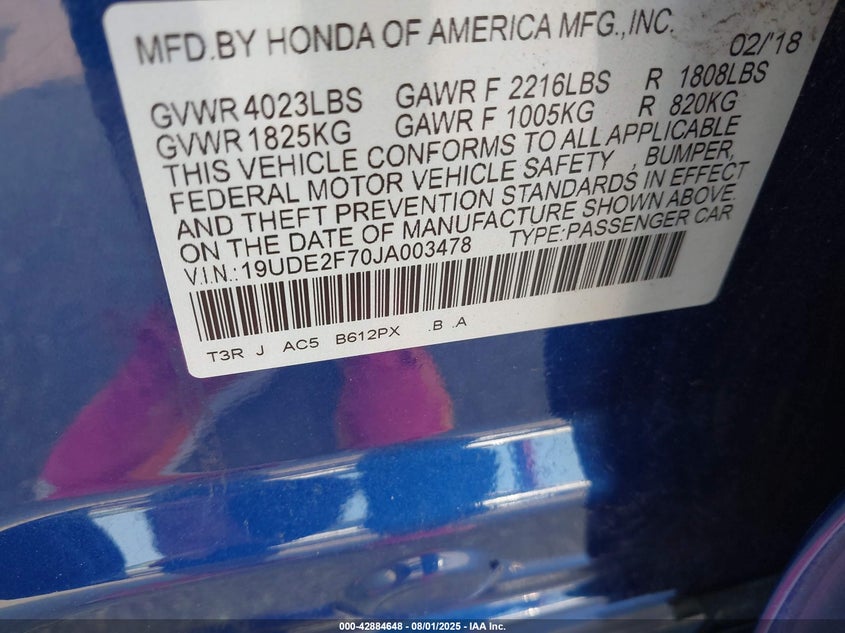 MFD.BY HONDA OF AMERICA MFG.,INC. 02/'18
GVWR 4023LBS GAWR F 2216LBS R 1808LBS
GVWR 1825KG GAWR F 1005KG R 820KG
THIS VEHICLE CONFORMS TO ALL APPLICABLE
FEDERAL MOTOR VEHICLE SAFETY , BUMPER,
AND THEFT PREVENTION STANDARDS IN EFFECT
ON THE DATE OF MANUFACTURE SHOWN ABOVE.
V.I.N.:19UDE2F70JA003478 TYPE:PASSENGER CAR
T3R J AC5 B612PX .B .A
000-42884648 - 08/01/2025 - IAA Inc.